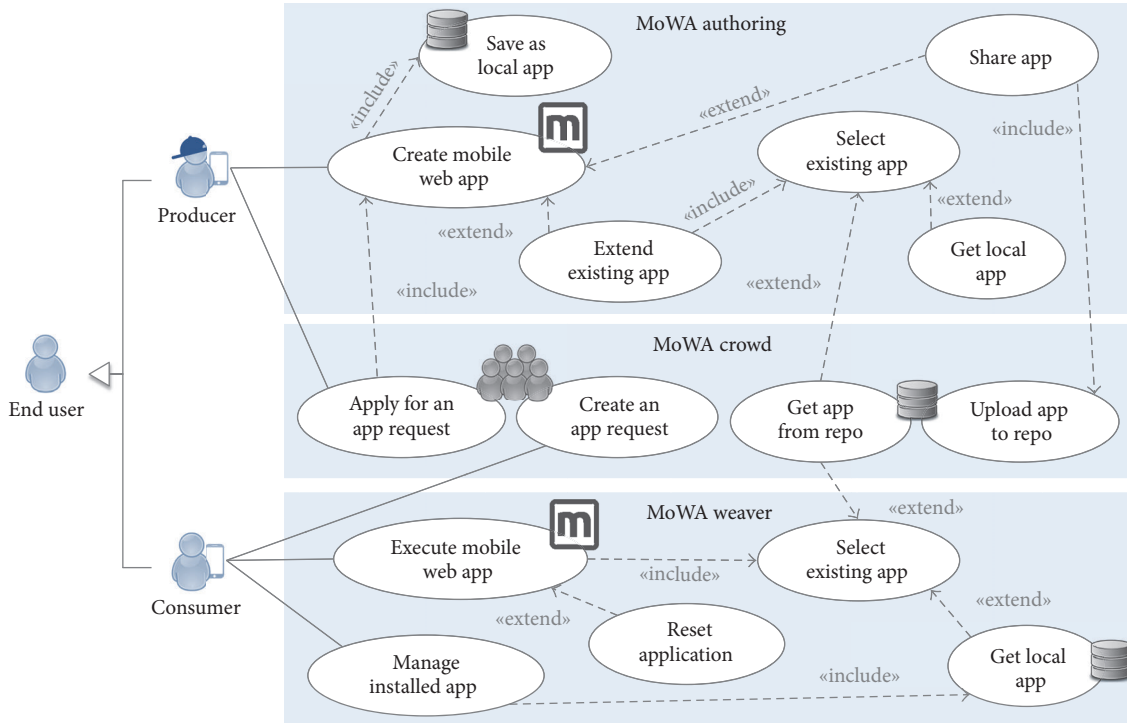 MoWA authoring
Save as
local app
Share app
«include»
«extend»
m
Create mobile
web app
Select
existing app
«include»
Producer
«include»
«extend»
«extend»
Extend
existing app
Get local
app
«include»
«extend»
End user
MoWA crowd
Apply for an
app request
Create an
app request
Get app
from repo
Upload app
to repo
MoWA weaver
«extend»
m
Execute mobile
web app
Select
existing app
«include»
Consumer
«extend»
«extend»
Reset
application
Manage
installed app
«include»
Get local
app